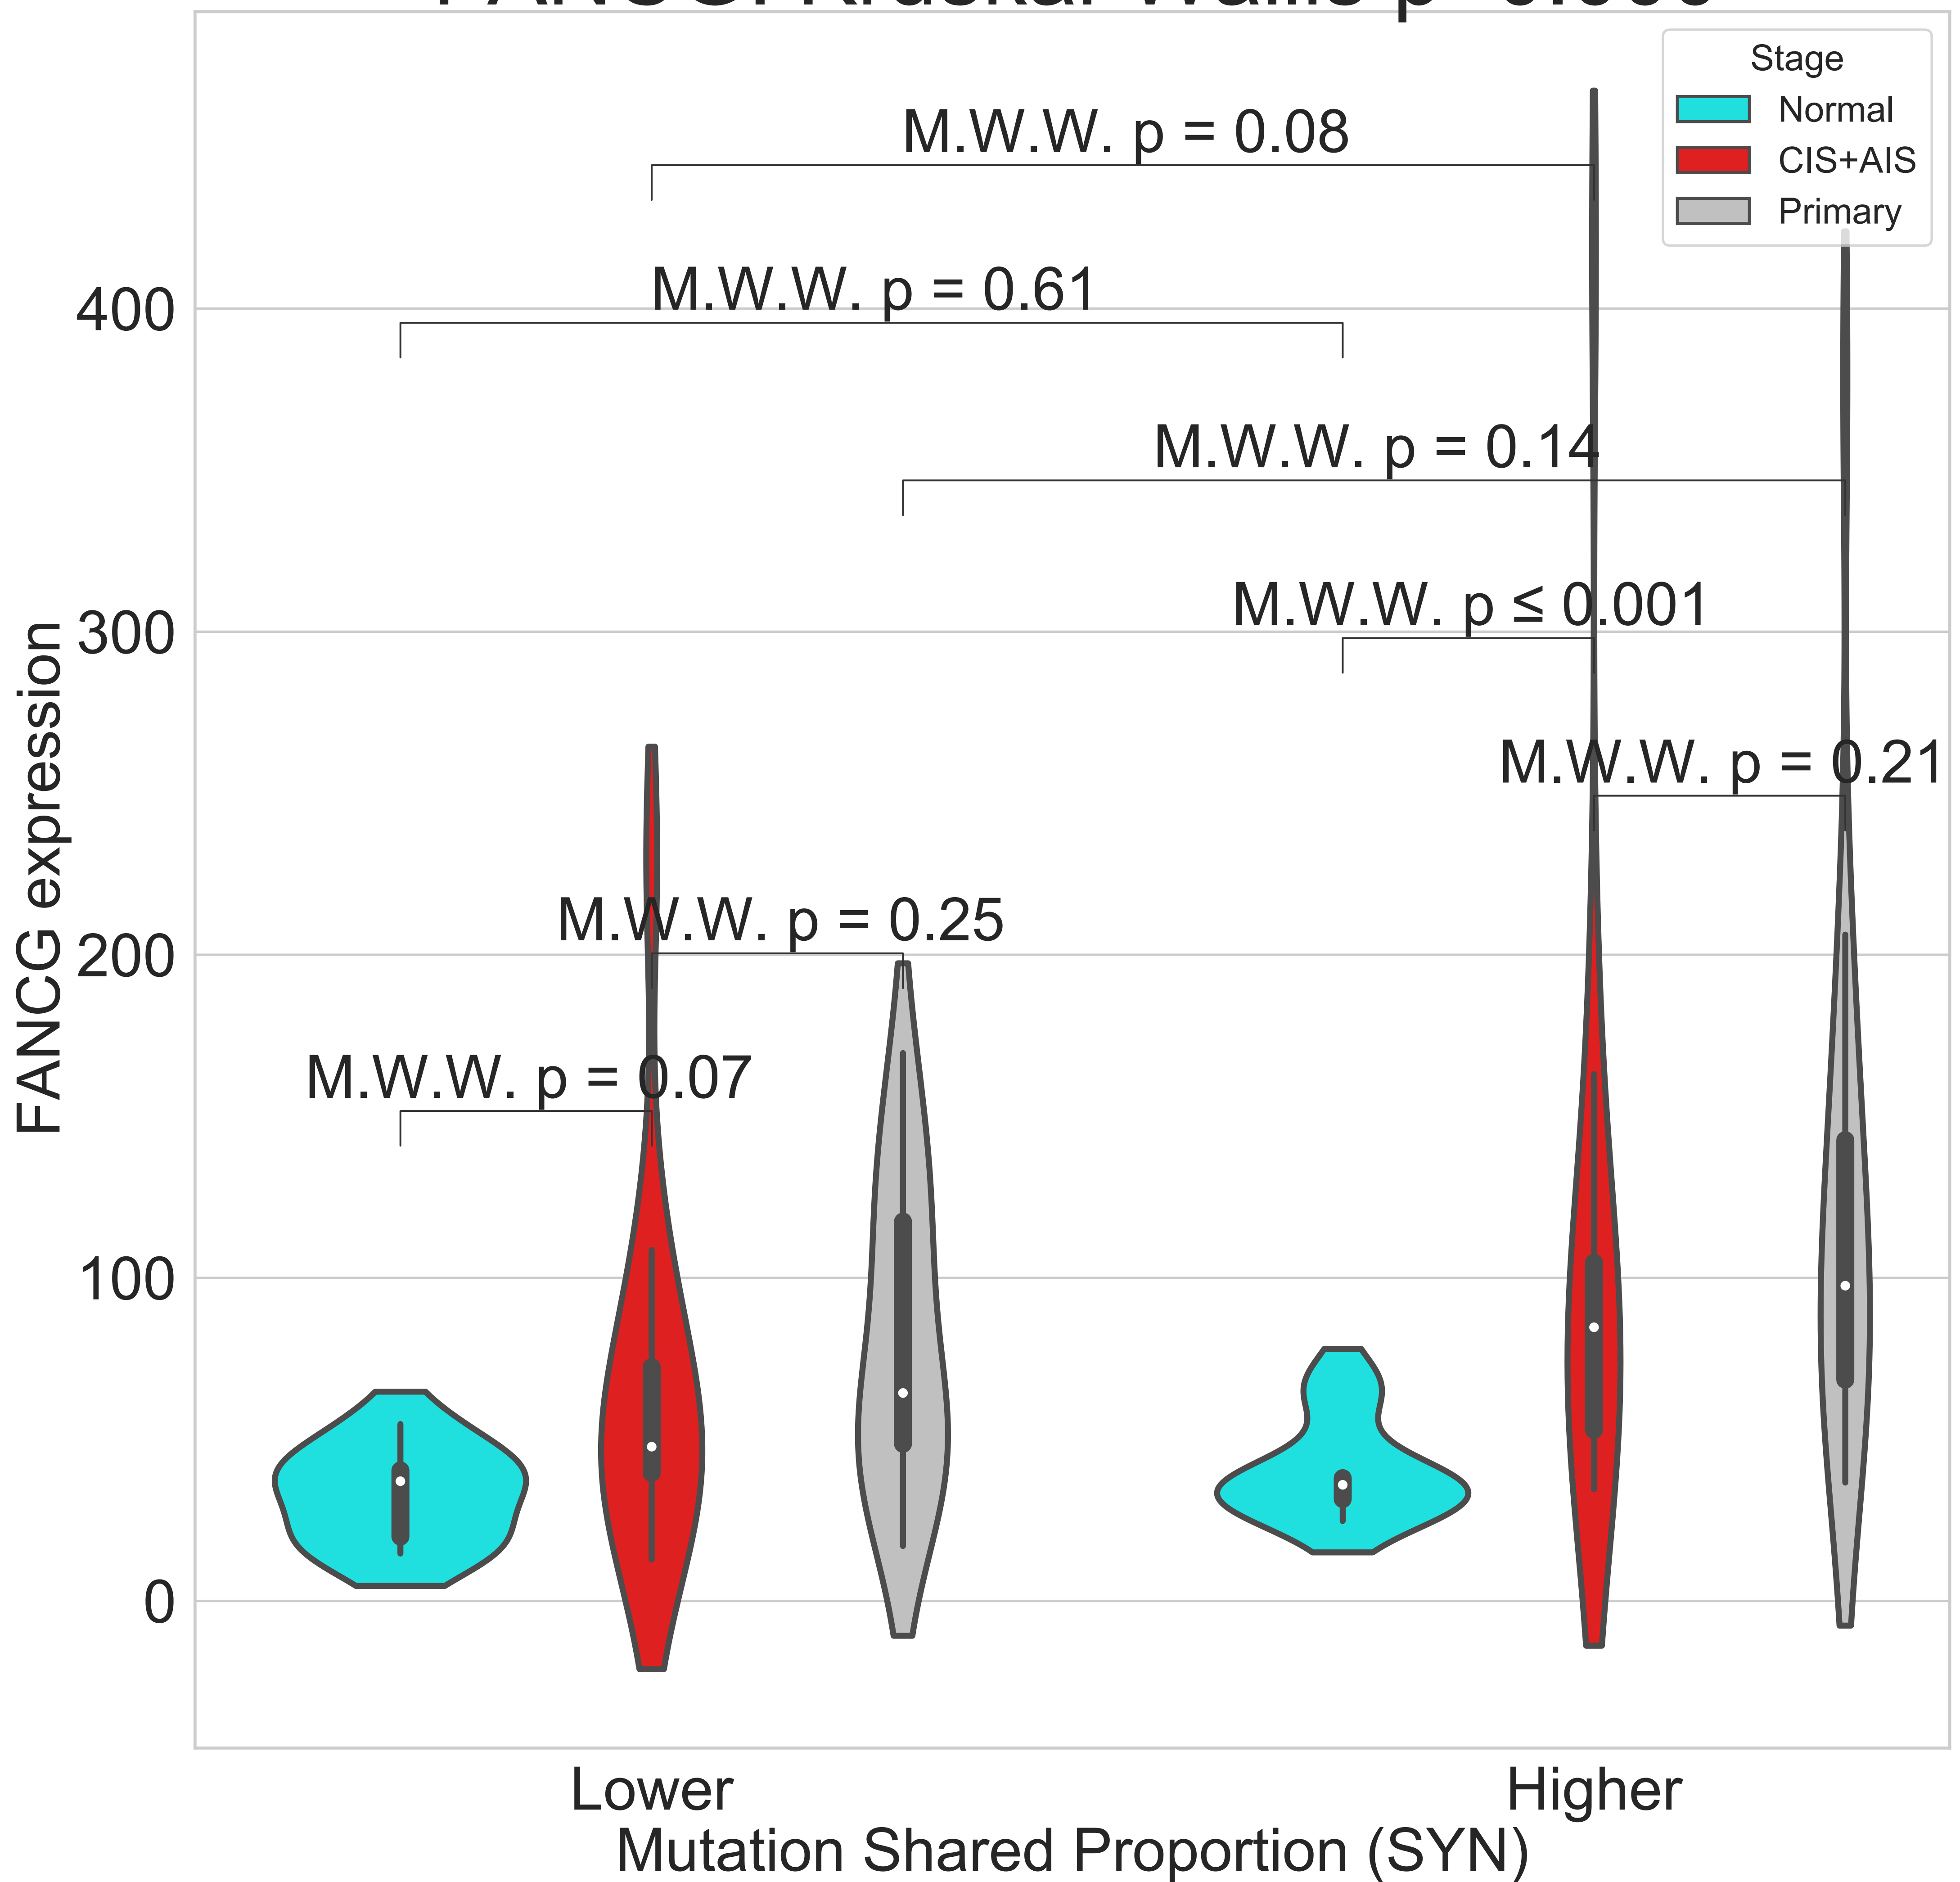 Stage
Normal
CIS+AIS
Primary
M.W.W. p = 0.08
M.W.W. p = 0.61
M.W.W. p = 0.14
M.W.W. p ≤ 0.001
M.W.W. p = 0.21
M.W.W. p = 0.25
M.W.W. p = 0.07
400
300
200
100
0
FANCG expression
Lower
Higher
Mutation Shared Proportion (SYN)